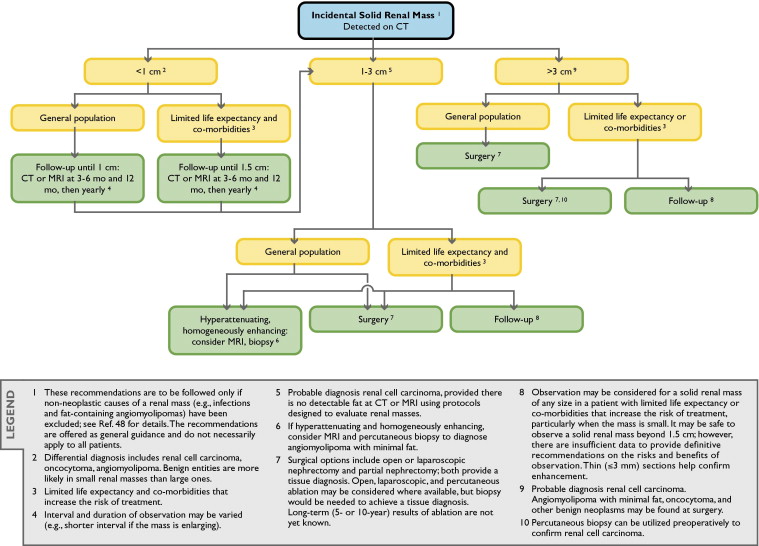 Incidental Solid Renal Mass 1
Detected on CT
<1 cm 2
1-3 cm 5
>3 cm 9
General population
Limited life expectancy and
co-morbidities 3
General population
Limited life expectancy or
co-morbidities 3
Follow-up until 1 cm:
CT or MRI at 3-6 mo and 12
mo, then yearly 4
Follow-up until 1.5 cm:
CT or MRI at 3-6 mo and 12
mo, then yearly 4
Surgery 7
Surgery 7, 10
Follow-up 8
General population
Limited life expectancy and
co-morbidities 3
Hyperattenuating,
homogeneously enhancing:
consider MRI, biopsy 6
Surgery 7
Follow-up 8
LEGEND
1 These recommendations are to be followed only if
non-neoplastic causes of a renal mass (e.g., infections
and fat-containing angiomyolipomas) have been
excluded; see Ref. 48 for details. The recommendations
are offered as general guidance and do not necessarily
apply to all patients.
2 Differential diagnosis includes renal cell carcinoma,
oncocytoma, angiomyolipoma. Benign entities are more
likely in small renal masses than large ones.
3 Limited life expectancy and co-morbidities that
increase the risk of treatment.
4 Interval and duration of observation may be varied
(e.g., shorter interval if the mass is enlarging).
5 Probable diagnosis renal cell carcinoma, provided there
is no detectable fat at CT or MRI using protocols
designed to evaluate renal masses.
6 If hyperattenuating and homogeneously enhancing,
consider MRI and percutaneous biopsy to diagnose
angiomyolipoma with minimal fat.
7 Surgical options include open or laparoscopic
nephrectomy and partial nephrectomy; both provide a
tissue diagnosis. Open, laparoscopic, and percutaneous
ablation may be considered where available, but biopsy
would be needed to achieve a tissue diagnosis.
Long-term (5- or 10-year) results of ablation are not
yet known.
8 Observation may be considered for a solid renal mass
of any size in a patient with limited life expectancy or
co-morbidities that increase the risk of treatment,
particularly when the mass is small. It may be safe to
observe a solid renal mass beyond 1.5 cm; however,
there are insufficient data to provide definitive
recommendations on the risks and benefits of
observation. Thin (≤3 mm) sections help confirm
enhancement.
9 Probable diagnosis renal cell carcinoma.
Angiomyolipoma with minimal fat, oncocytoma, and
other benign neoplasms may be found at surgery.
10 Percutaneous biopsy can be utilized preoperatively to
confirm renal cell carcinoma.